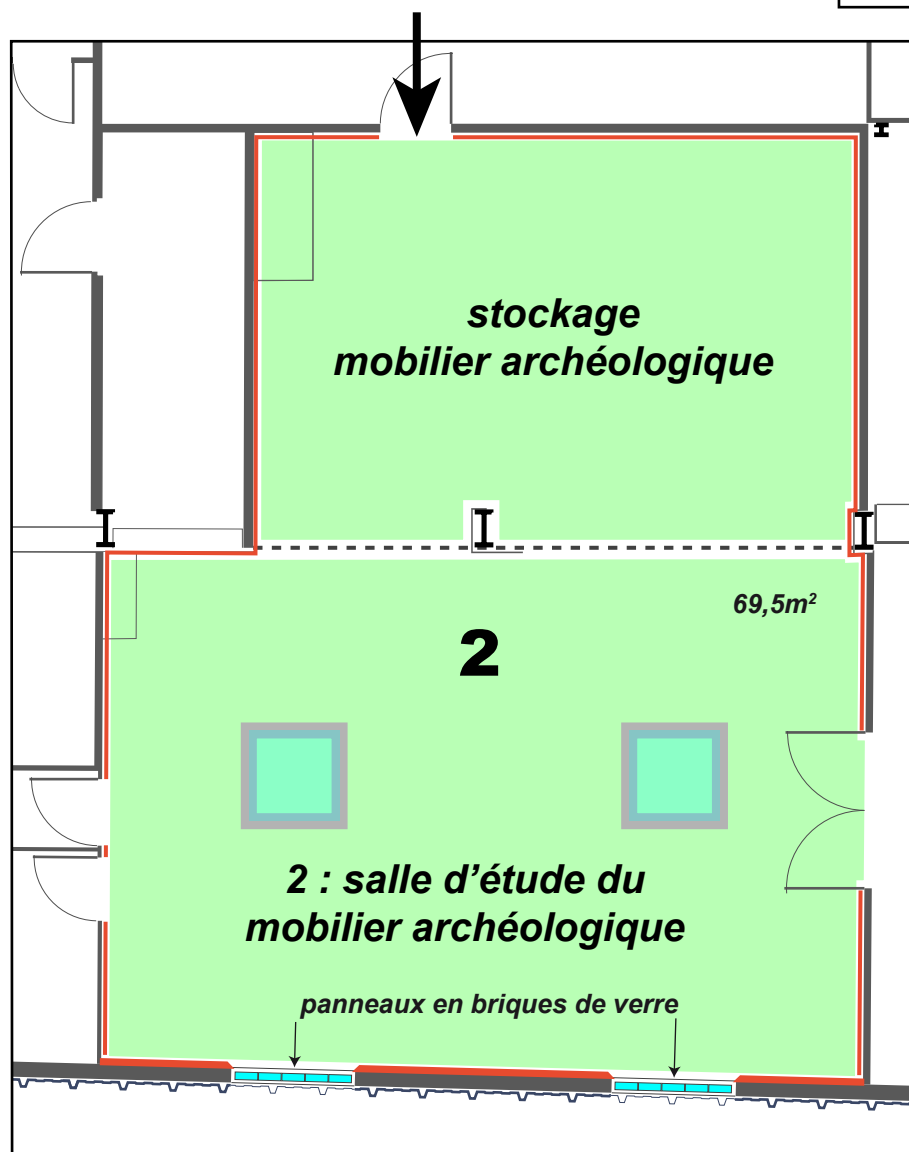 stockage
mobilier archéologique
69,5m²
2
2 : salle d'étude du
mobilier archéologique
panneaux en briques de verre